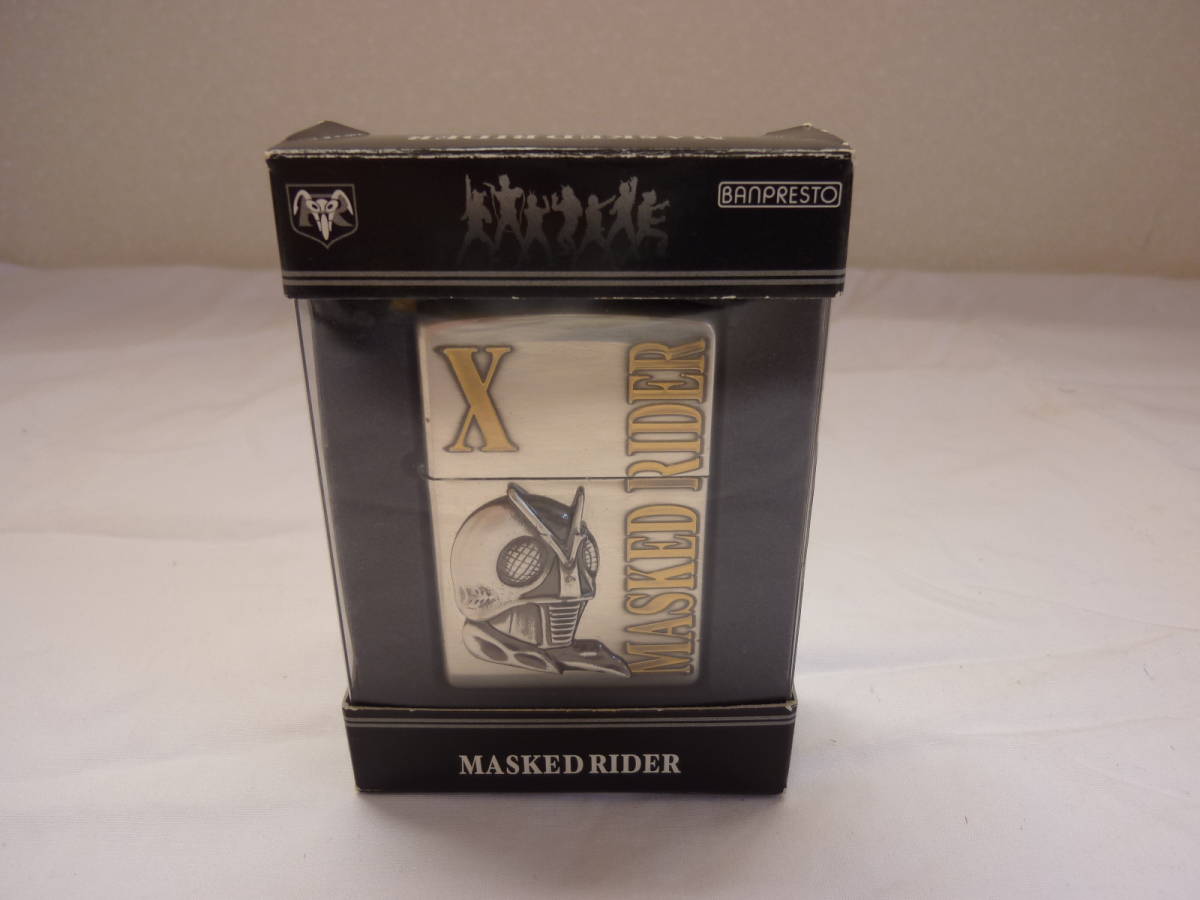 BANPRESTO
X
MASKED RIDER
MASKED RIDER